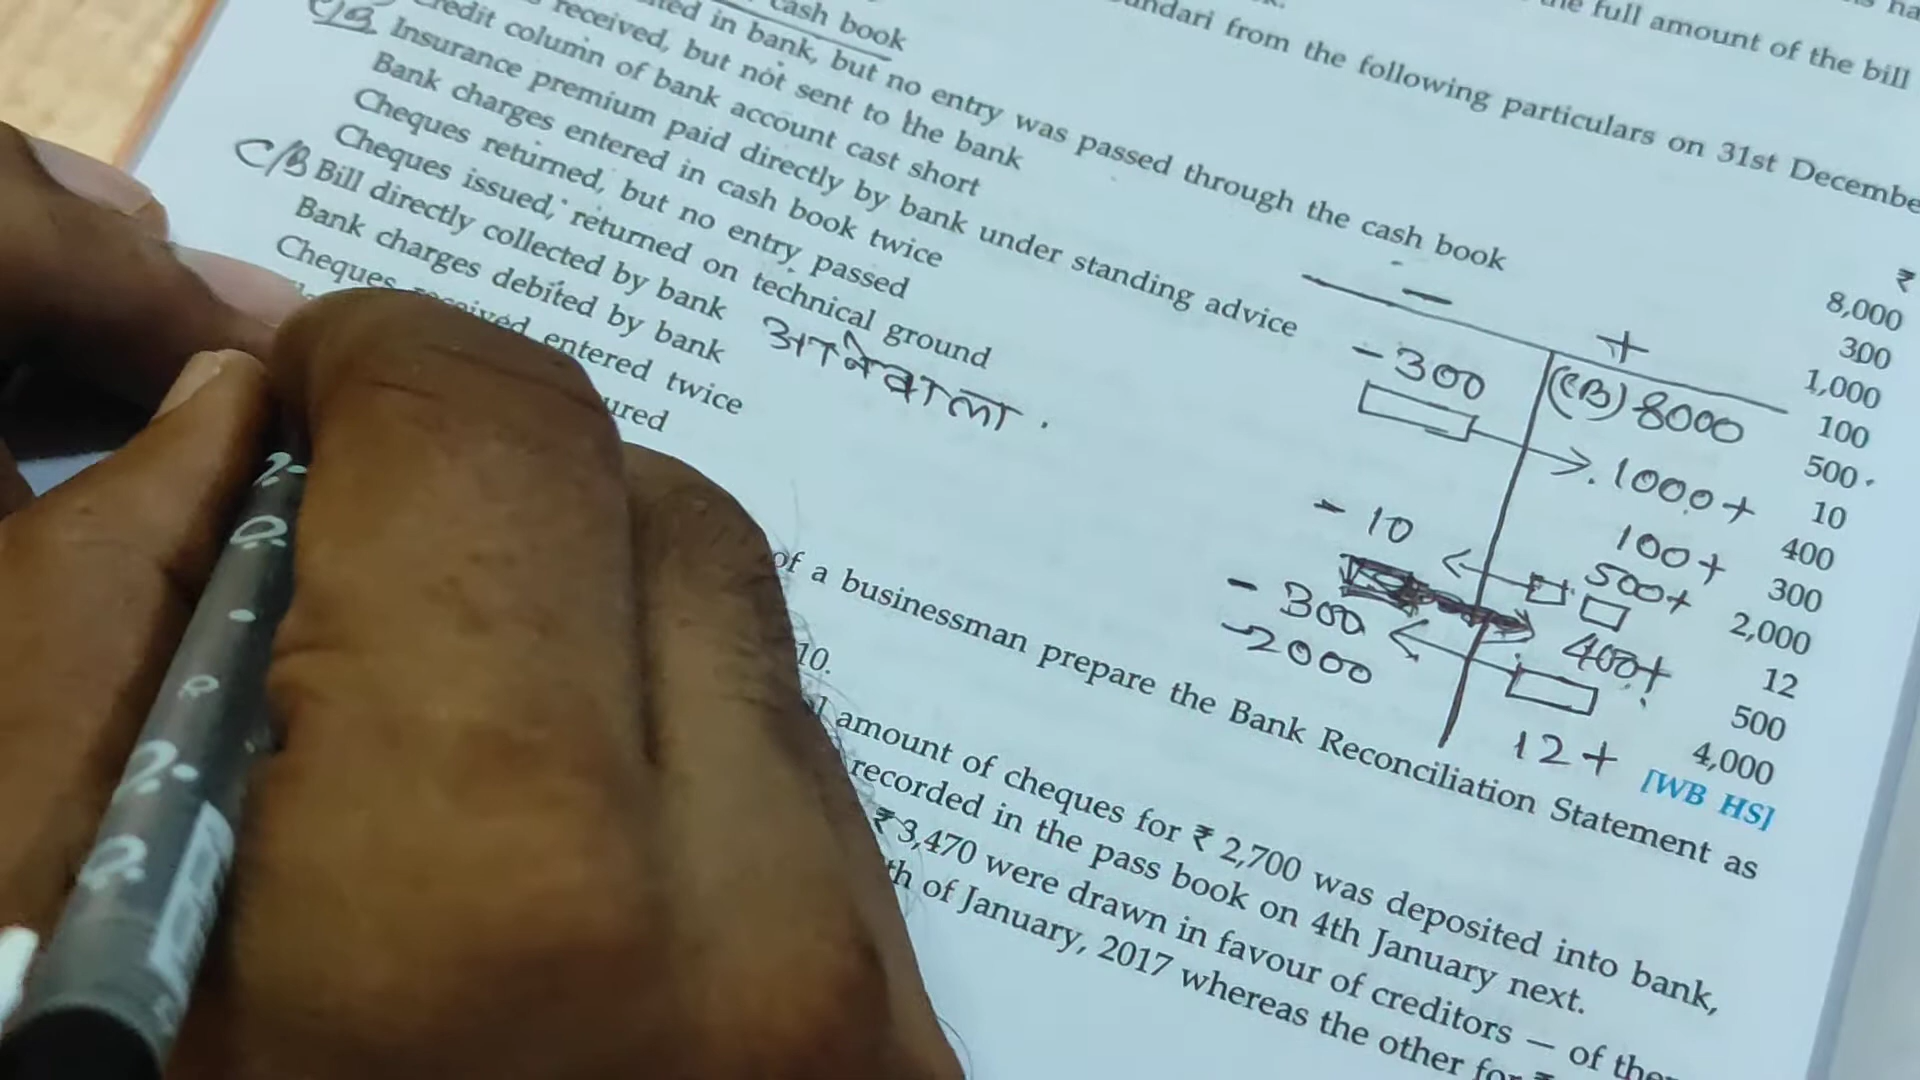 cash book
in bank, but no entry was passed through the cash book
received, but not sent to the bank
credit column of bank account cast short
C/B Insurance premium paid directly by bank under standing advice
Bank charges entered in cash book twice
Cheques returned, but no entry passed
Cheques issued, returned on technical ground
C/B Bill directly collected by bank
Bank charges debited by bank
Cheques received entered twice
the full amount of the bill
from the following particulars on 31st
₹
8,000
300
1,000
100
500
10
400
300
2,000
12
500
4,000
[WB HS]
अानेवाला .
- +
- 300 (CB) 8000
1000 +
- 10 100 +
500 +
- 300 400 +
- 2000
12 +
of a businessman prepare the Bank Reconciliation Statement as
10.
amount of cheques for ₹ 2,700 was deposited into bank,
recorded in the pass book on 4th January next.
₹ 3,470 were drawn in favour of creditors — of
of January, 2017 whereas the other for ₹